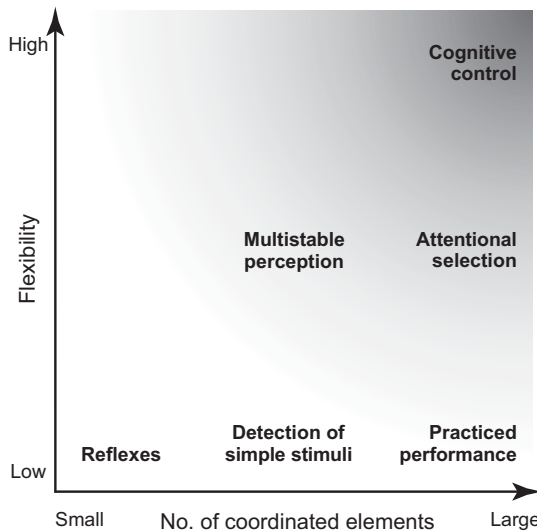 High
Cognitive
control
Flexibility
Multistable
perception
Attentional
selection
Reflexes
Detection of
simple stimuli
Practiced
performance
Low
Small
No. of coordinated elements
Large